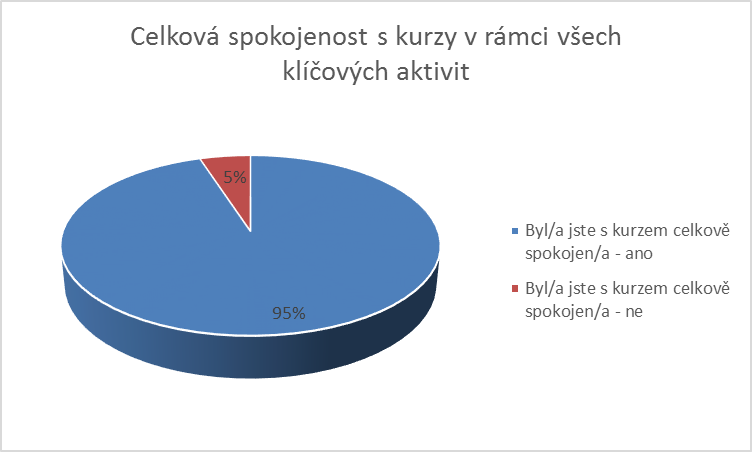 Celková spokojenost s kurzy v rámci všech
klíčových aktivit
5%
95%
Byl/a jste s kurzem celkově
spokojen/a - ano
Byl/a jste s kurzem celkově
spokojen/a - ne